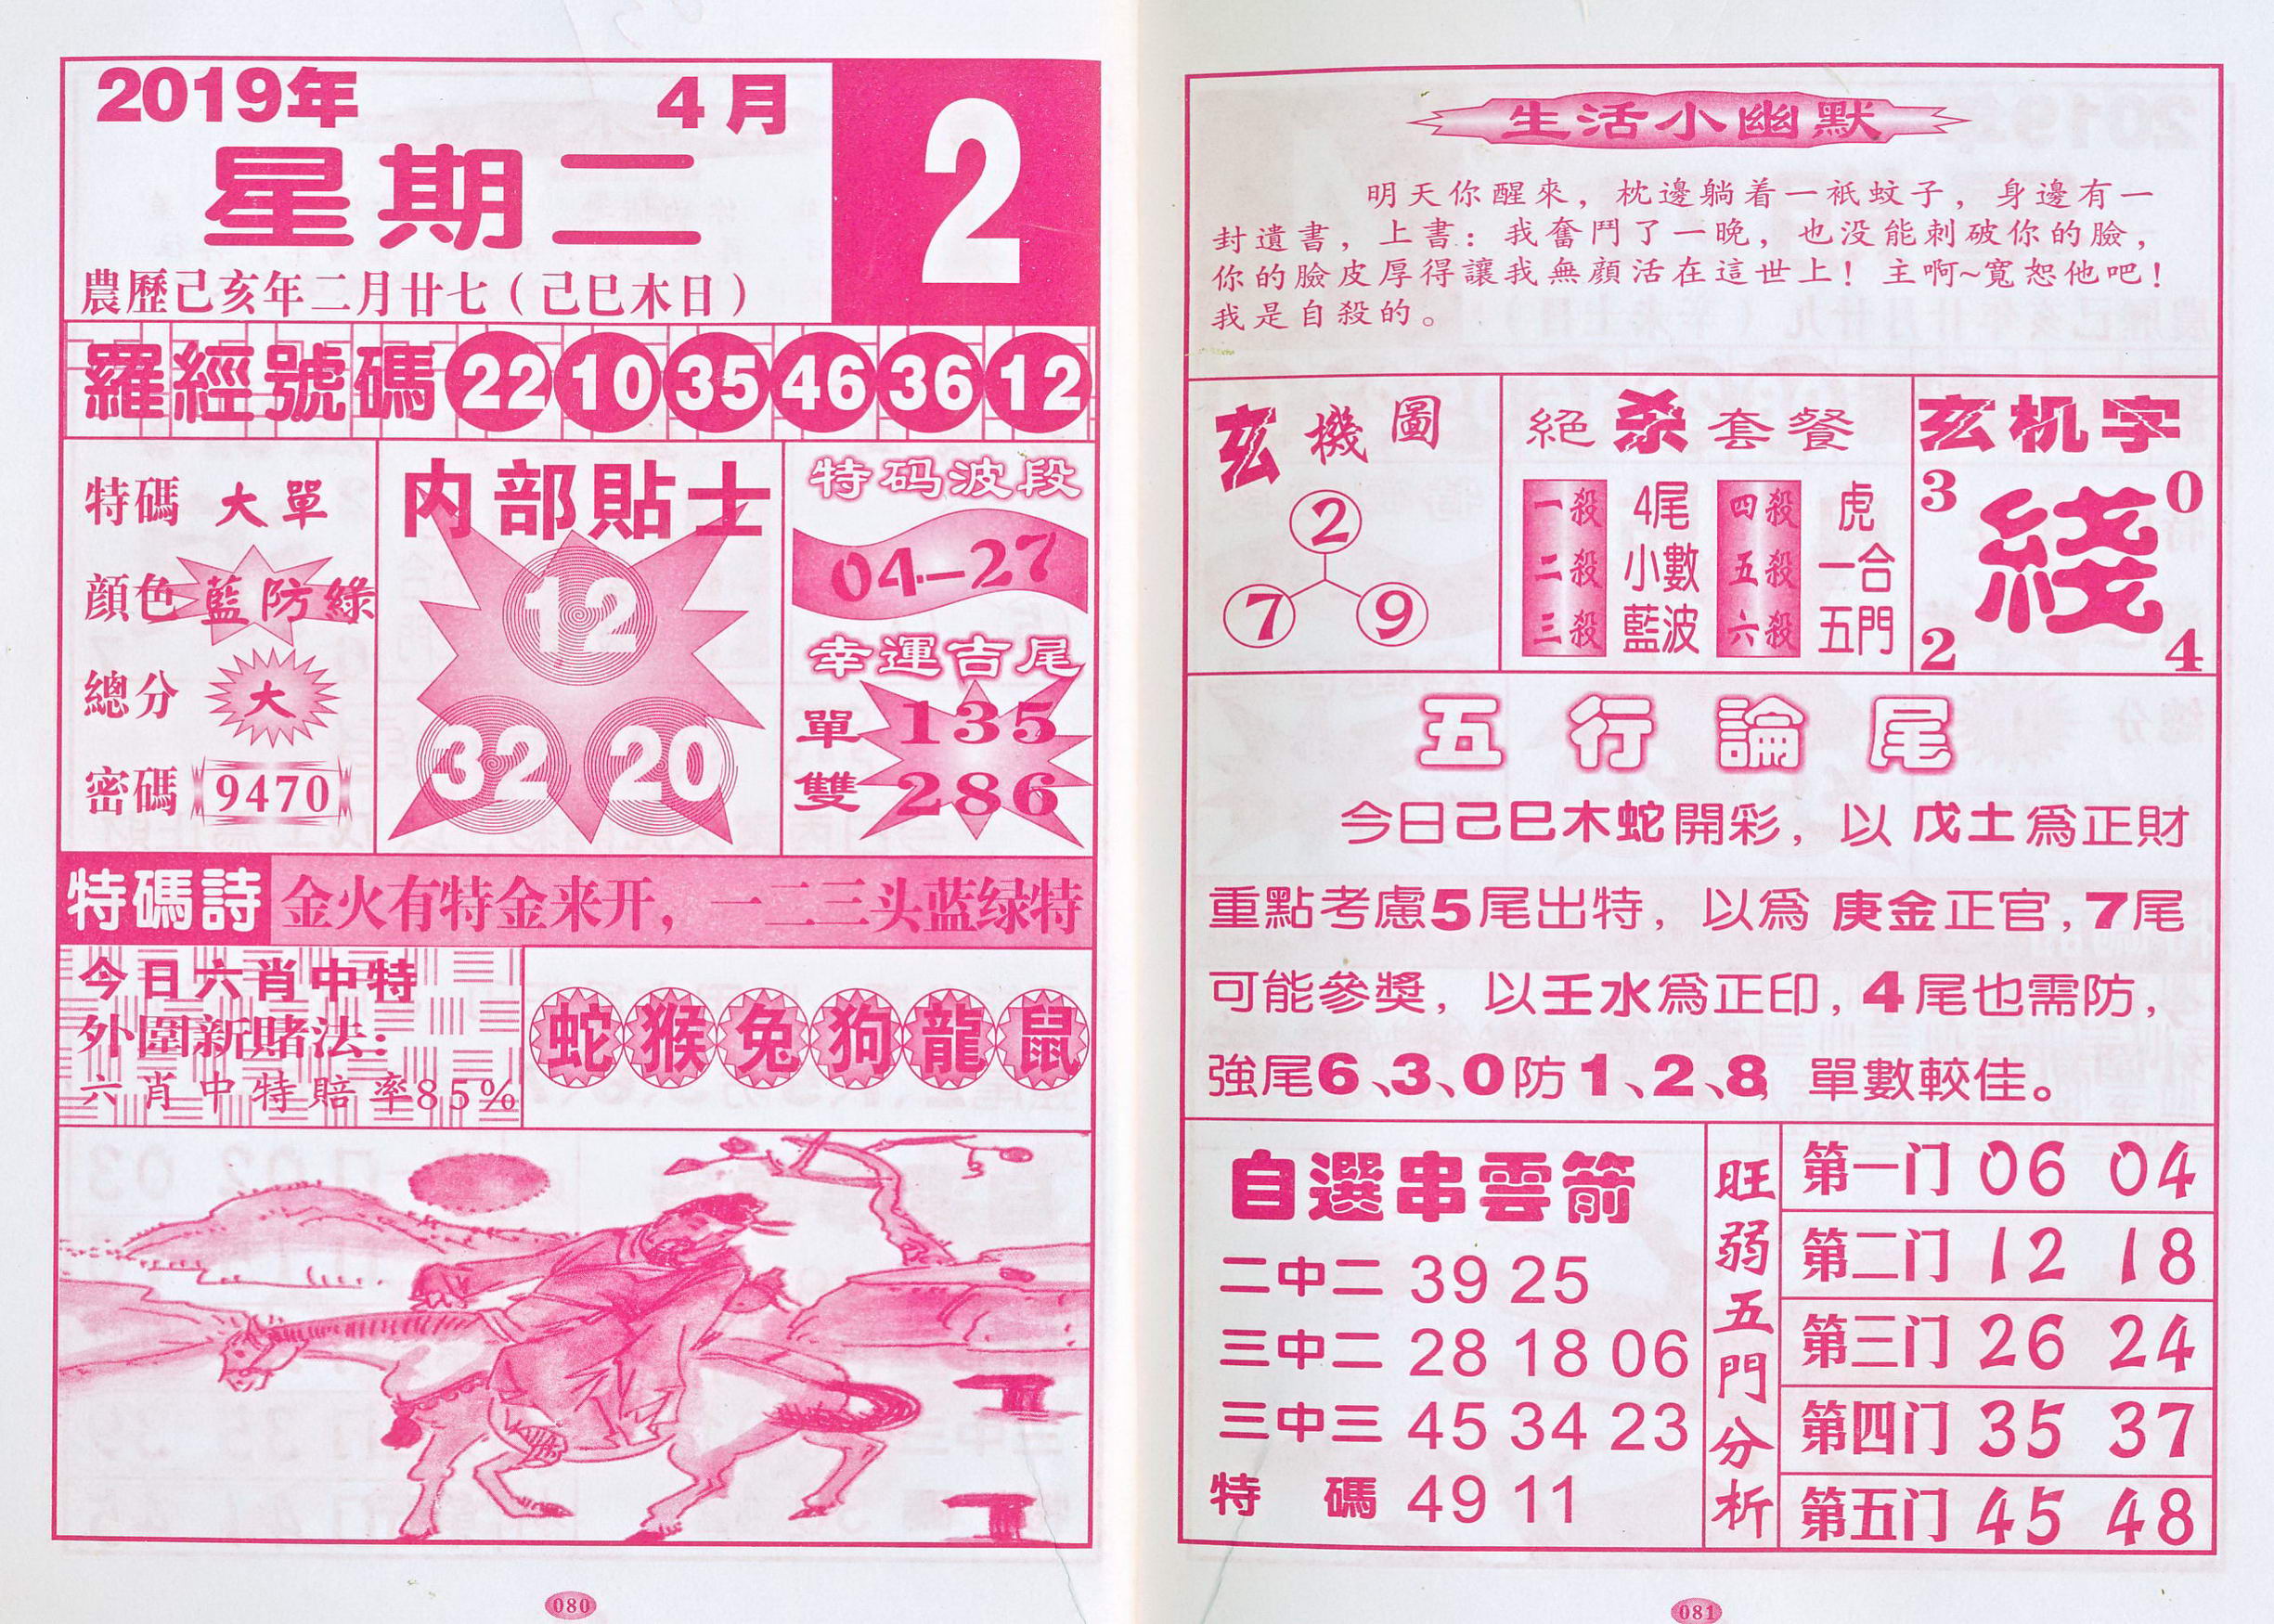 2019年 4月 2
星期二
農歷己亥年二月廿七(己巳木日)
羅經號碼 22 10 35 46 36 12
特碼 大單
顔色 藍防綠
總分 大
密碼 9470
内部貼士
12
32 20
特码波段
04—27
幸運吉尾
單 135
雙 286
特碼詩 金火有特金来开，一二三头蓝绿特
今日六肖中特
外圍新賭法:
六肖中特賠率85%
蛇猴兔狗龍鼠
080
生活小幽默
明天你醒來，枕邊躺着一衹蚊子，身邊有一
封遺書，上書：我奮鬥了一晚，也没能刺破你的臉，
你的臉皮厚得讓我無顔活在這世上！主啊~寬恕他吧！
我是自殺的。
玄機圖
2
7 9
絕杀套餐
一殺 4尾 四殺 虎
二殺 小數 五殺 一合
三殺 藍波 六殺 五門
玄机字
3 0
綫
2 4
五行論尾
今日己巳木蛇開彩，以戊土爲正財
重點考慮5尾出特，以爲庚金正官，7尾
可能參獎，以壬水爲正印，4尾也需防，
強尾6、3、0防1、2、8 單數較佳。
自選串雲箭
二中二 39 25
三中二 28 18 06
三中三 45 34 23
特碼 49 11
旺弱五門分析
第一门 06 04
第二门 12 18
第三门 26 24
第四门 35 37
第五门 45 48
081